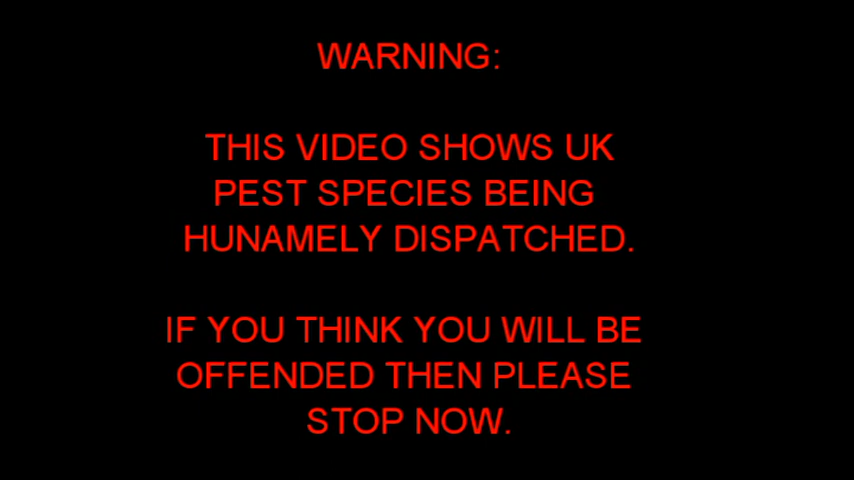 WARNING:
THIS VIDEO SHOWS UK
PEST SPECIES BEING
HUNAMELY DISPATCHED.
IF YOU THINK YOU WILL BE
OFFENDED THEN PLEASE
STOP NOW.